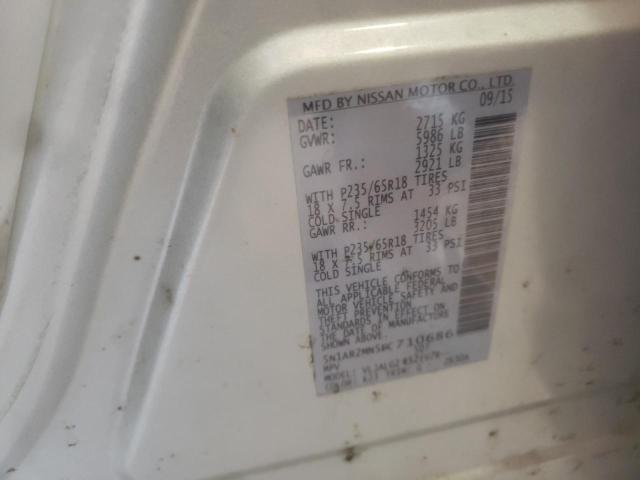 MFD BY NISSAN MOTOR CO., LTD.
DATE: 09/15
GVWR: 2715 KG
5986 LB
GAWR FR.: 1325 KG
2921 LB
WITH P235/65R18 TIRES
18 X 7.5 RIMS AT 33 PSI
COLD SINGLE
GAWR RR.: 1454 KG
3205 LB
WITH P235/65R18 TIRES
18 X 7.5 RIMS AT 33 PSI
COLD SINGLE
THIS VEHICLE CONFORMS TO
ALL APPLICABLE FEDERAL
MOTOR VEHICLE SAFETY AND
THEFT PREVENTION
STANDARDS IN EFFECT ON
THE DATE OF MANUFACTURE
SHOWN ABOVE.
710686
MPV
MODEL: